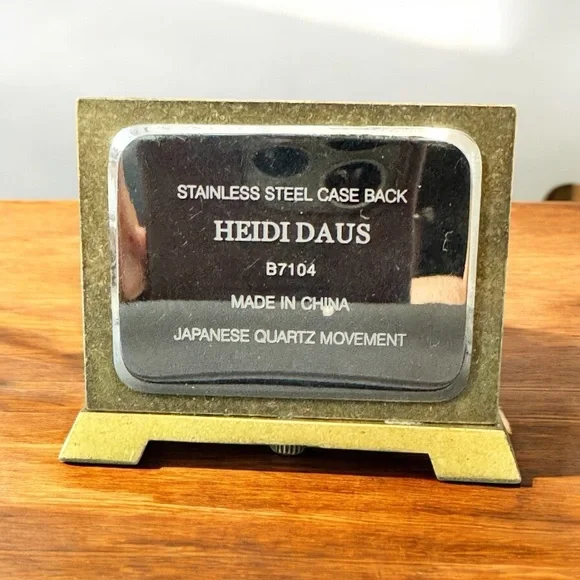 STAINLESS STEEL CASE BACK
HEIDI DAUS
B7104
MADE IN CHINA
JAPANESE QUARTZ MOVEMENT